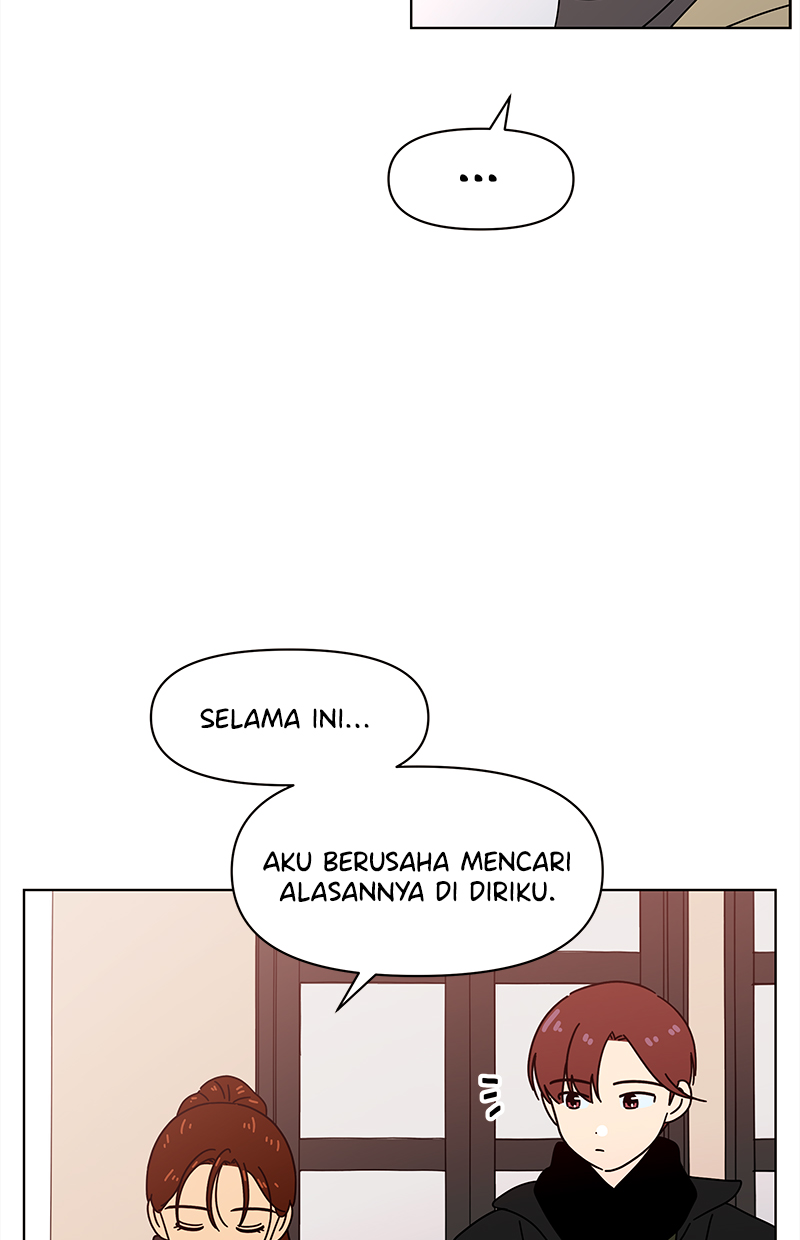 ...
SELAMA INI...
AKU BERUSAHA MENCARI
ALASANNYA DI DIRIKU.